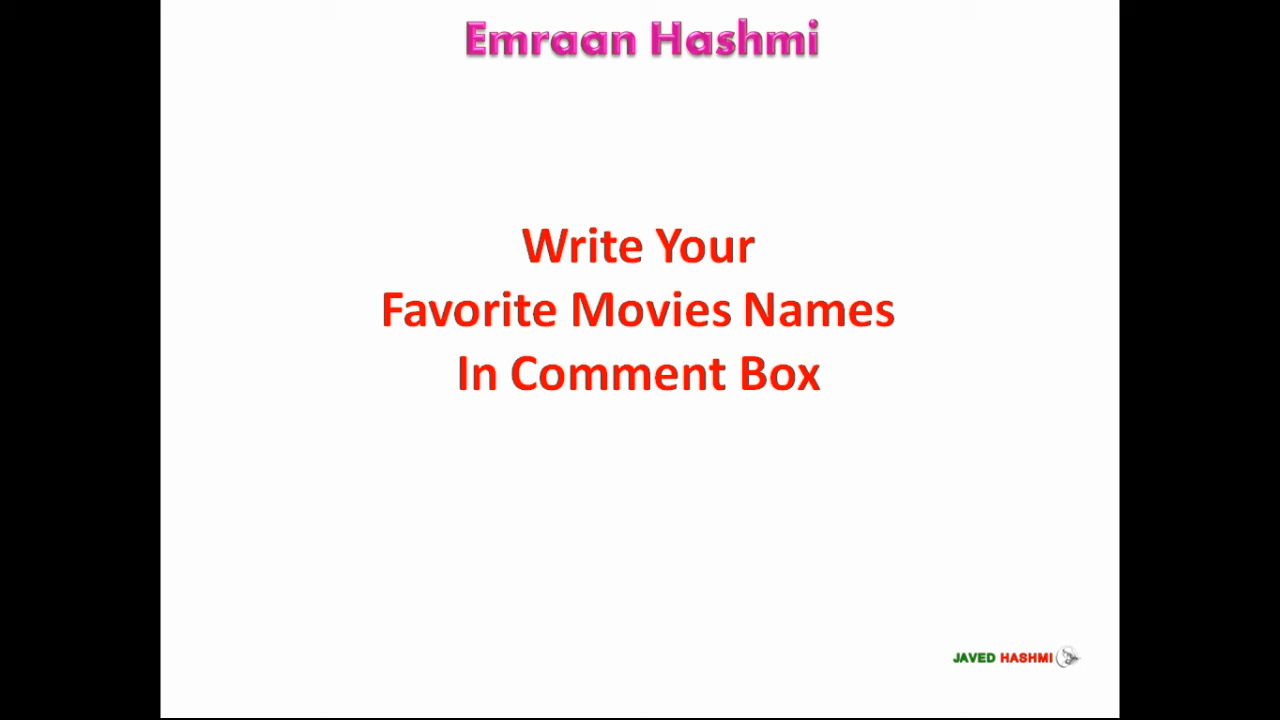 Emraan Hashmi
Write Your
Favorite Movies Names
In Comment Box
JAVED HASHMI